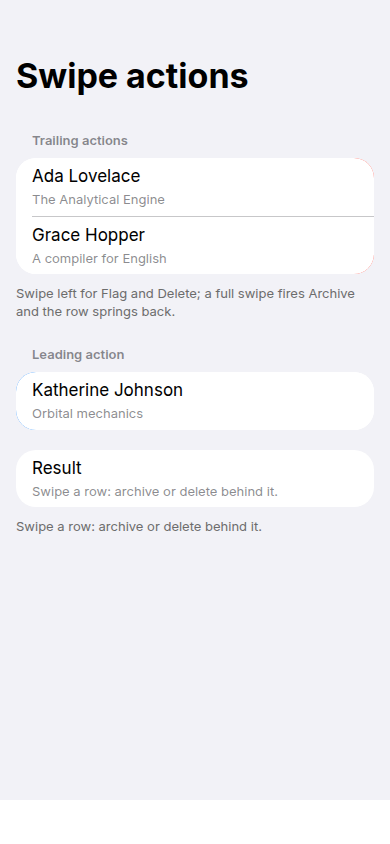 Swipe actions
Trailing actions
Ada Lovelace
The Analytical Engine
Grace Hopper
A compiler for English
Swipe left for Flag and Delete; a full swipe fires Archive
and the row springs back.
Leading action
Katherine Johnson
Orbital mechanics
Result
Swipe a row: archive or delete behind it.
Swipe a row: archive or delete behind it.